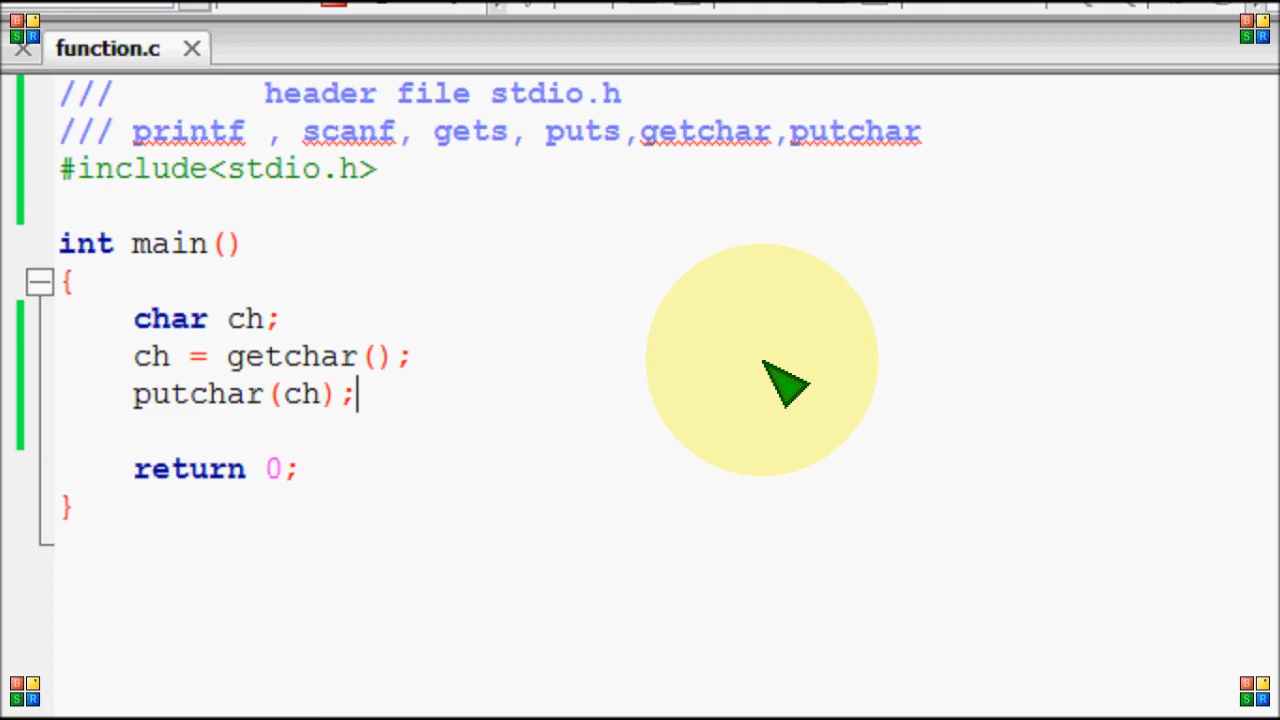 function.c
/// header file stdio.h
/// printf , scanf, gets, puts,getchar,putchar
#include<stdio.h>
int main()
{
char ch;
ch = getchar();
putchar(ch);
return 0;
}